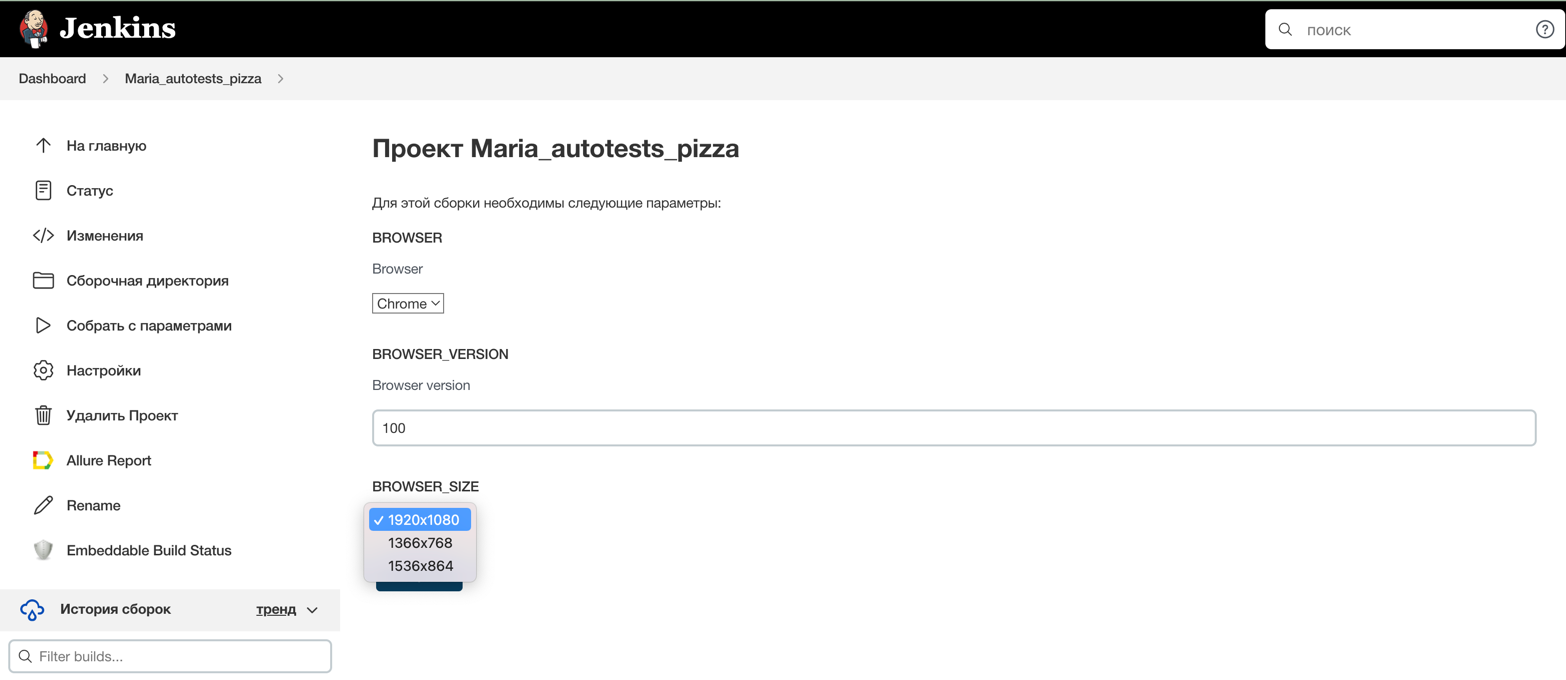 Jenkins
поиск
Dashboard
Maria_autotests_pizza
На главную
Статус
Изменения
Сборочная директория
Собрать с параметрами
Настройки
Удалить Проект
Allure Report
Rename
Embeddable Build Status
История сборок
тренд
Filter builds...
Проект Maria_autotests_pizza
Для этой сборки необходимы следующие параметры:
BROWSER
Browser
Chrome
BROWSER_VERSION
Browser version
100
BROWSER_SIZE
1920x1080
1366x768
1536x864